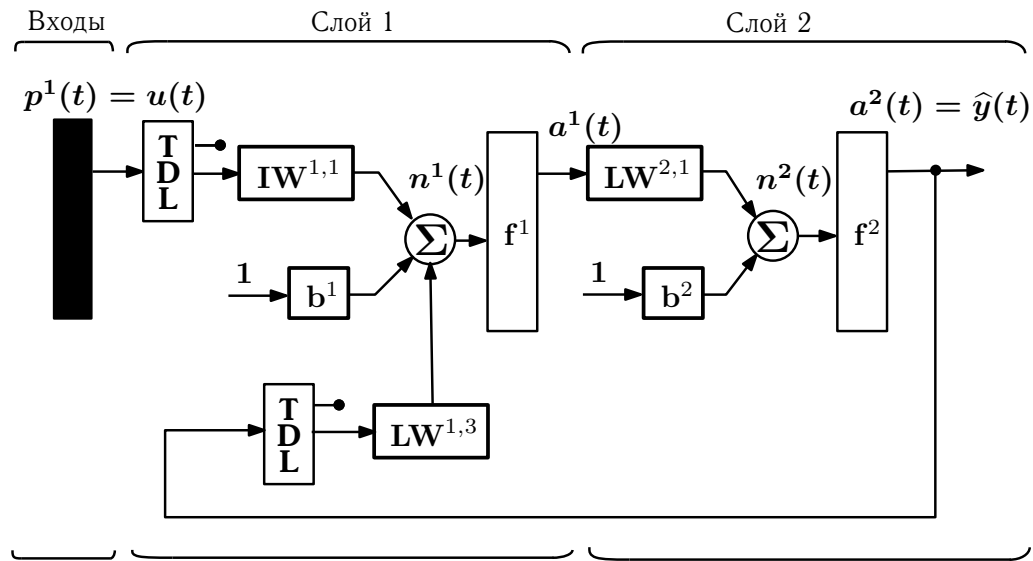 Входы Слой 1 Слой 2
p¹(t) = u(t)
a²(t) = ŷ(t)
T
D
L
IW¹,¹
n¹(t)
a¹(t)
LW²,¹
n²(t)
Σ
f¹
Σ
f²
1
b¹
1
b²
T
D
L
LW¹,³